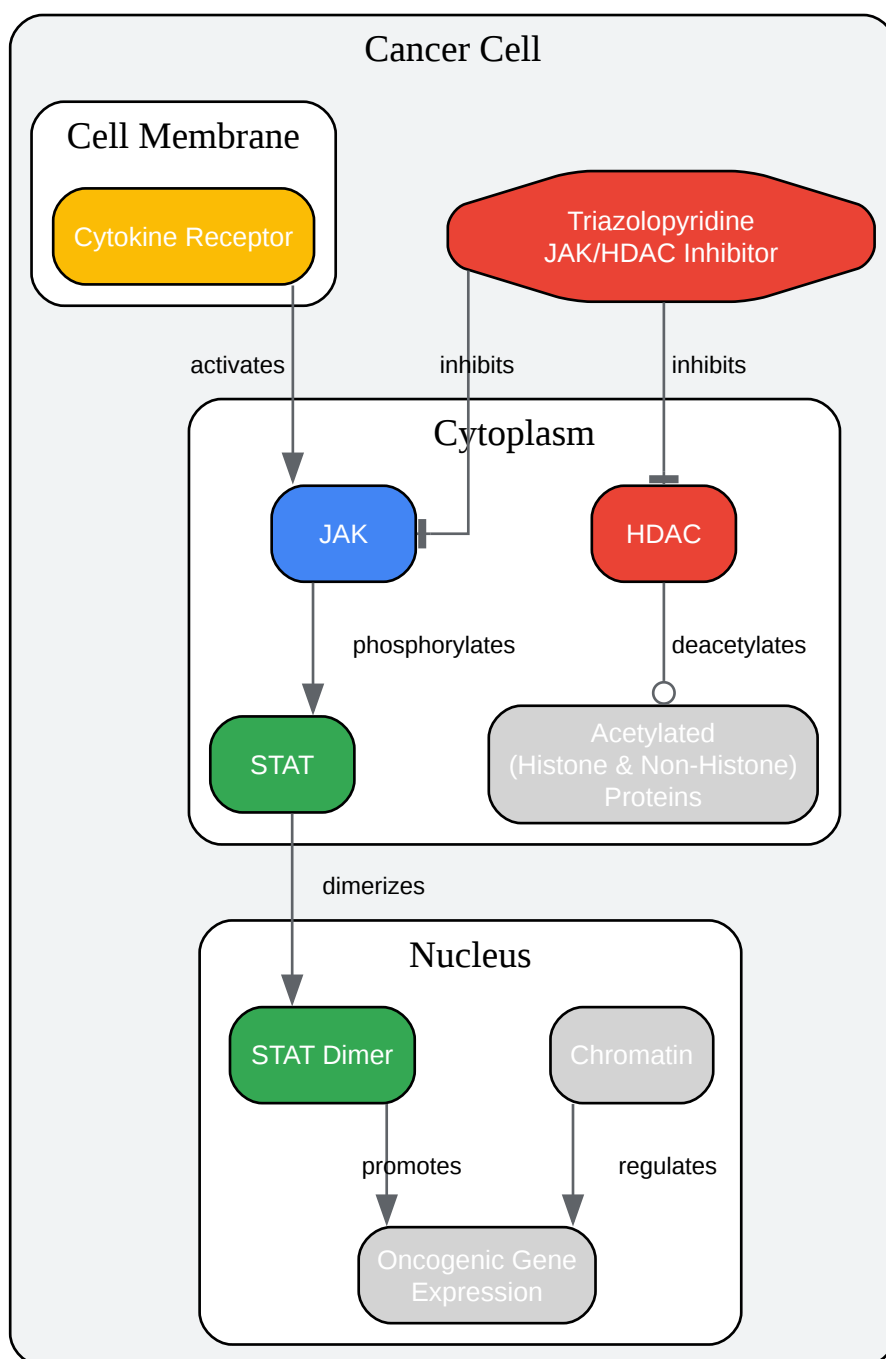 Cancer Cell
Cell Membrane
Cytokine Receptor
Triazolopyridine
JAK/HDAC Inhibitor
activates
inhibits
inhibits
Cytoplasm
JAK
HDAC
phosphorylates
deacetylates
STAT
Acetylated
(Histone & Non-Histone)
Proteins
dimerizes
Nucleus
STAT Dimer
Chromatin
promotes
regulates
Oncogenic Gene
Expression